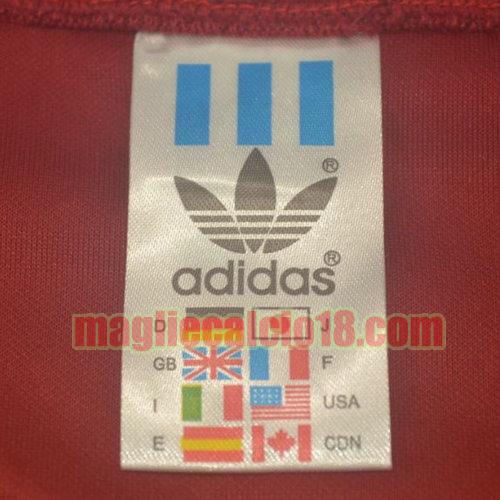 ®
adidas®
D J
magliecalcio18.com
GB F
I USA
E CDN